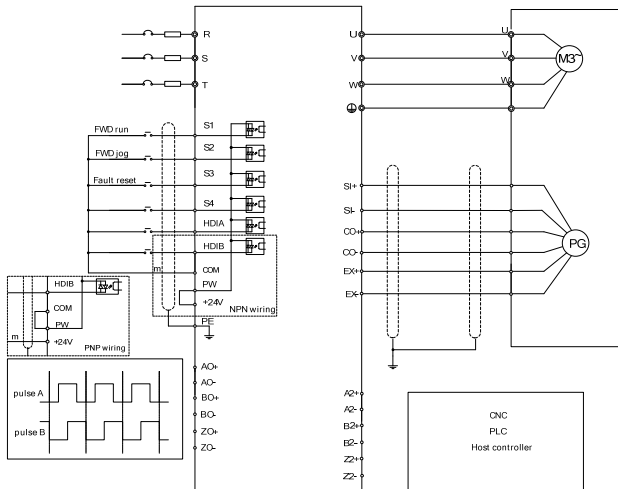 R
S
T
U
V
W
U
V
W
M3~
FWD run
FWD jog
Fault reset
S1
S2
S3
S4
HDIA
HDIB
m
COM
PW
+24V
NPN wiring
PE
HDIB
COM
PW
m
+24V
PNP wiring
SI+
SI-
CO+
CO-
EX+
EX-
PG
pulse A
pulse B
AO+
AO-
BO+
BO-
ZO+
ZO-
A2+
A2-
B2+
B2-
Z2+
Z2-
CNC
PLC
Host controller